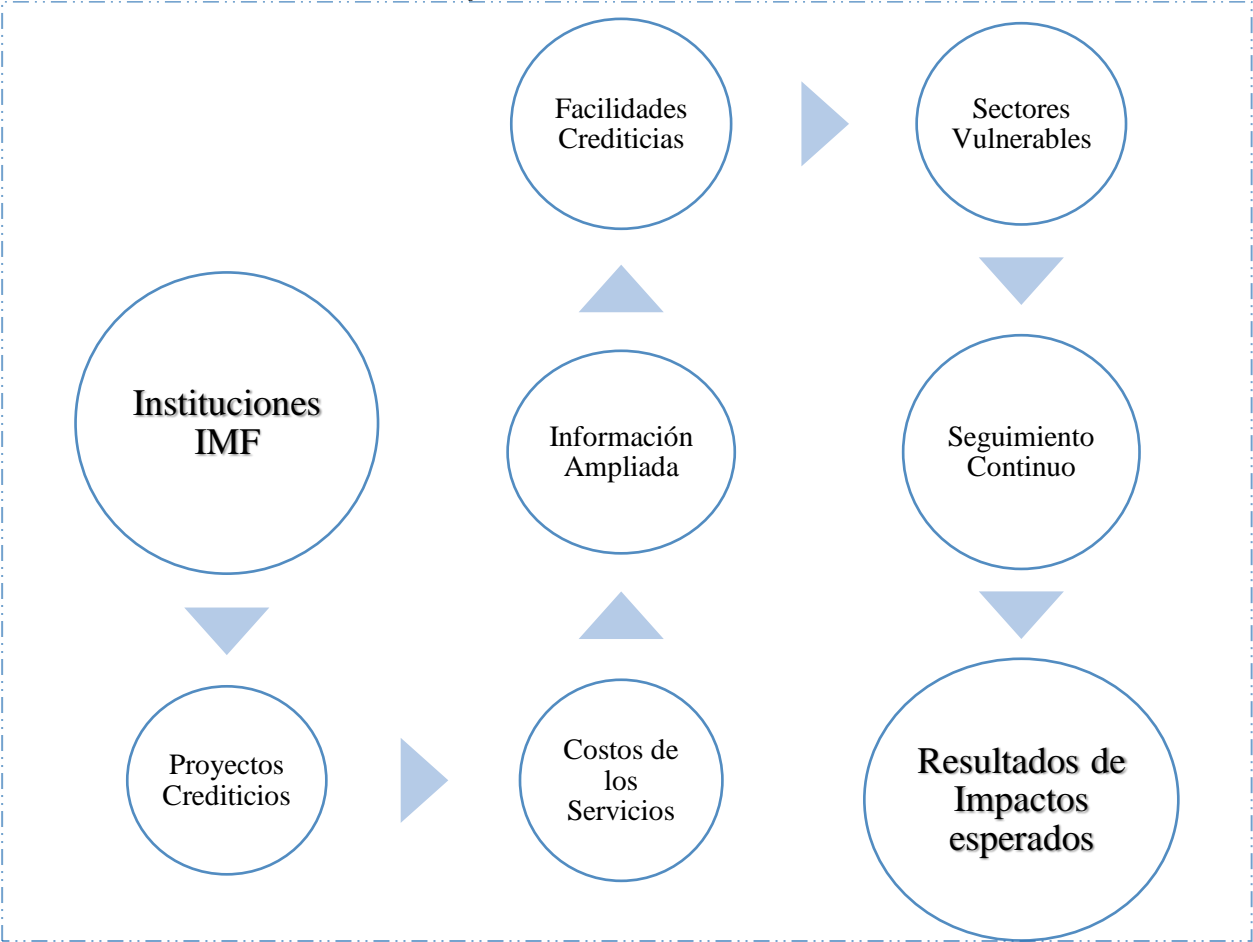 Instituciones
IMF
Proyectos
Crediticios
Costos de
los
Servicios
Información
Ampliada
Facilidades
Crediticias
Sectores
Vulnerables
Seguimiento
Continuo
Resultados de
Impactos
esperados